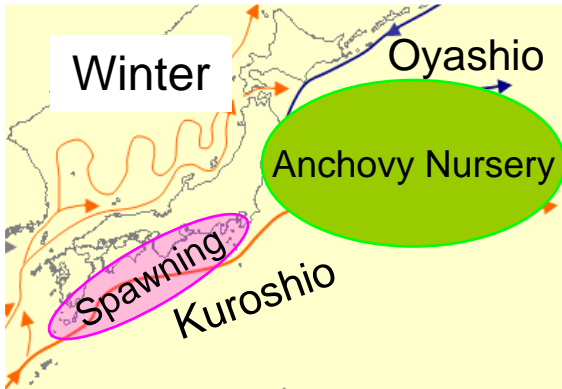 Winter
Oyashio
Anchovy Nursery
Spawning
Kuroshio